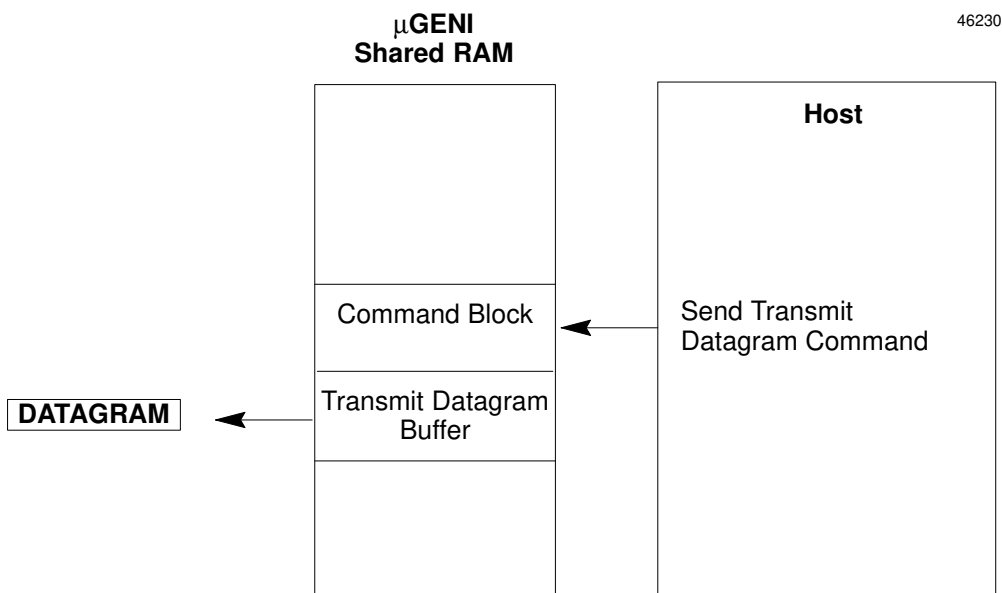 46230
μGENI
Shared RAM
Host
Command Block
Send Transmit
Datagram Command
Transmit Datagram
Buffer
DATAGRAM